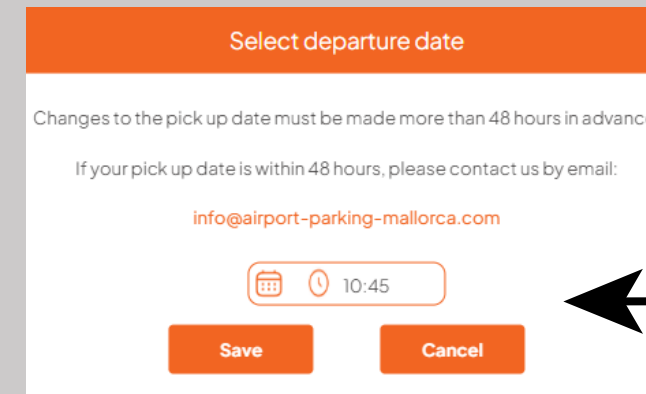 Select departure date
Changes to the pick up date must be made more than 48 hours in advanc
If your pick up date is within 48 hours, please contact us by email:
info@airport-parking-mallorca.com
10:45
Save Cancel